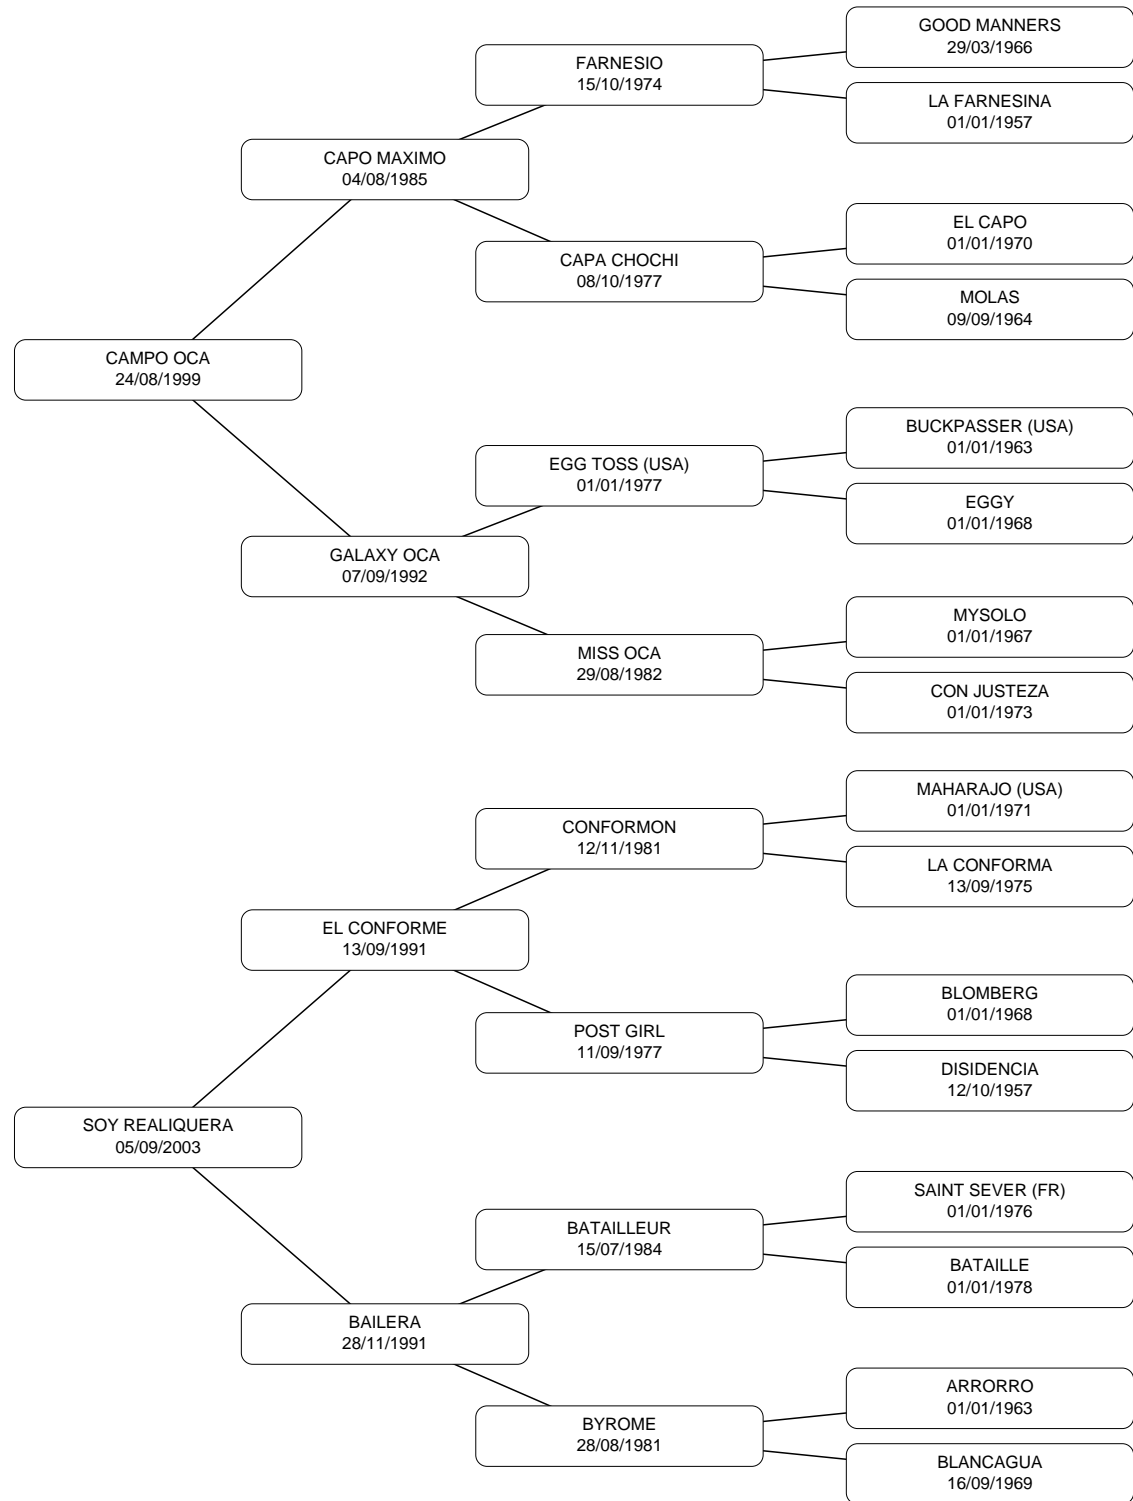 GOOD MANNERS
29/03/1966
FARNESIO
15/10/1974
LA FARNESINA
01/01/1957
CAPO MAXIMO
04/08/1985
EL CAPO
01/01/1970
CAPA CHOCHI
08/10/1977
MOLAS
09/09/1964
CAMPO OCA
24/08/1999
BUCKPASSER (USA)
01/01/1963
EGG TOSS (USA)
01/01/1977
EGGY
01/01/1968
GALAXY OCA
07/09/1992
MYSOLO
01/01/1967
MISS OCA
29/08/1982
CON JUSTEZA
01/01/1973
MAHARAJO (USA)
01/01/1971
CONFORMON
12/11/1981
LA CONFORMA
13/09/1975
EL CONFORME
13/09/1991
BLOMBERG
01/01/1968
POST GIRL
11/09/1977
DISIDENCIA
12/10/1957
SOY REALIQUERA
05/09/2003
SAINT SEVER (FR)
01/01/1976
BATAILLEUR
15/07/1984
BATAILLE
01/01/1978
BAILERA
28/11/1991
ARRORRO
01/01/1963
BYROME
28/08/1981
BLANCAGUA
16/09/1969